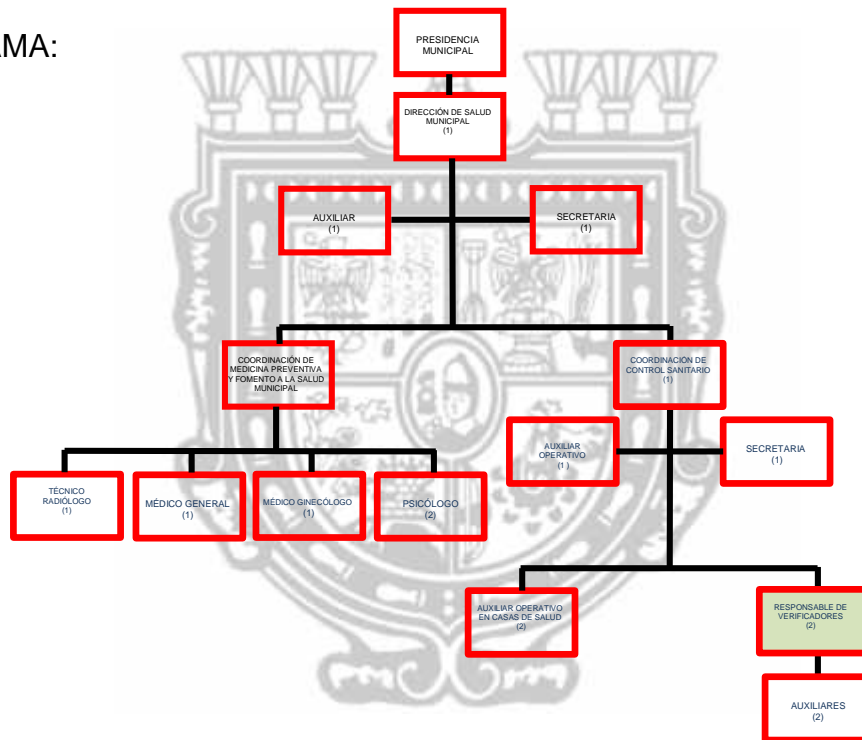 AMA:
PRESIDENCIA
MUNICIPAL
DIRECCIÓN DE SALUD
MUNICIPAL
(1)
AUXILIAR
(1)
SECRETARIA
(1)
COORDINACIÓN DE
MEDICINA PREVENTIVA
Y FOMENTO A LA SALUD
MUNICIPAL
COORDINACIÓN DE
CONTROL SANITARIO
(1)
AUXILIAR
OPERATIVO
(1 )
SECRETARIA
(1)
TÉCNICO
RADIÓLOGO
(1)
MÉDICO GENERAL
(1)
MÉDICO GINECÓLOGO
(1)
PSICÓLOGO
(2)
AUXILIAR OPERATIVO
EN CASAS DE SALUD
(2)
RESPONSABLE DE
VERIFICADORES
(2)
AUXILIARES
(2)